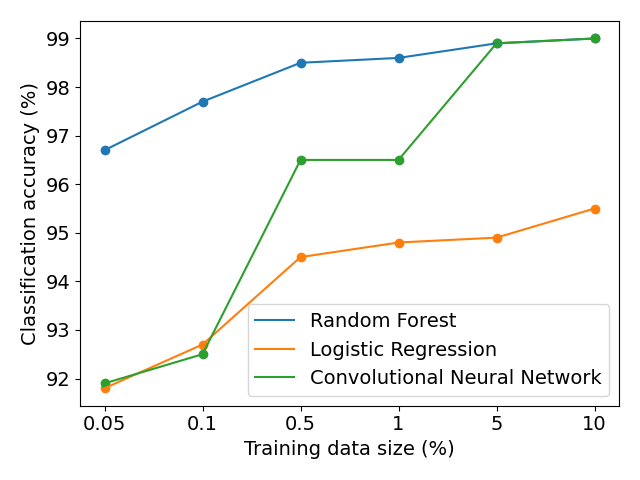 99
98
97
96
95
94
93
92
Classification accuracy (%)
Random Forest
Logistic Regression
Convolutional Neural Network
0.05 0.1 0.5 1 5 10
Training data size (%)